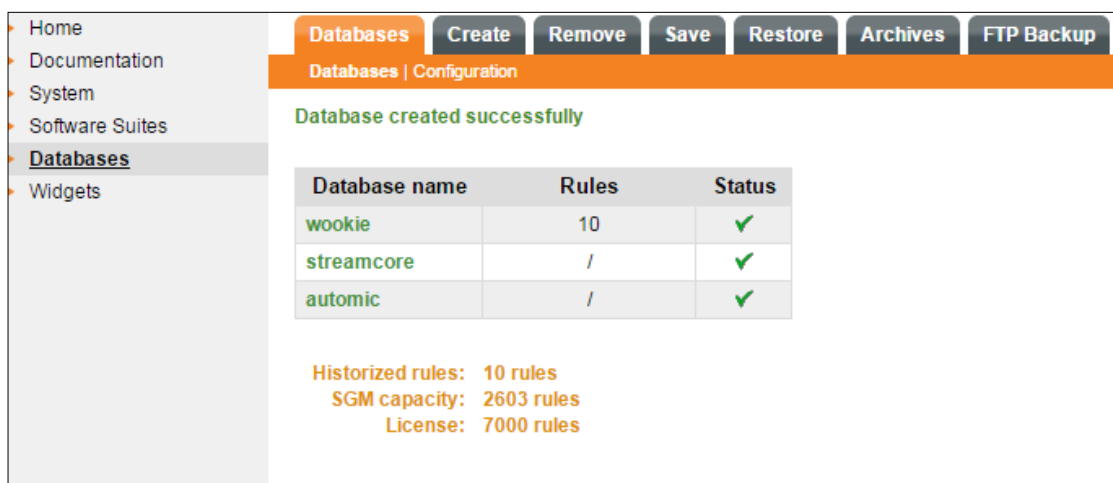 Home
Documentation
System
Software Suites
Databases
Widgets
Databases Create Remove Save Restore Archives FTP Backup
Databases | Configuration
Database created successfully
Database name Rules Status
wookie 10
streamcore /
automic /
Historized rules: 10 rules
SGM capacity: 2603 rules
License: 7000 rules